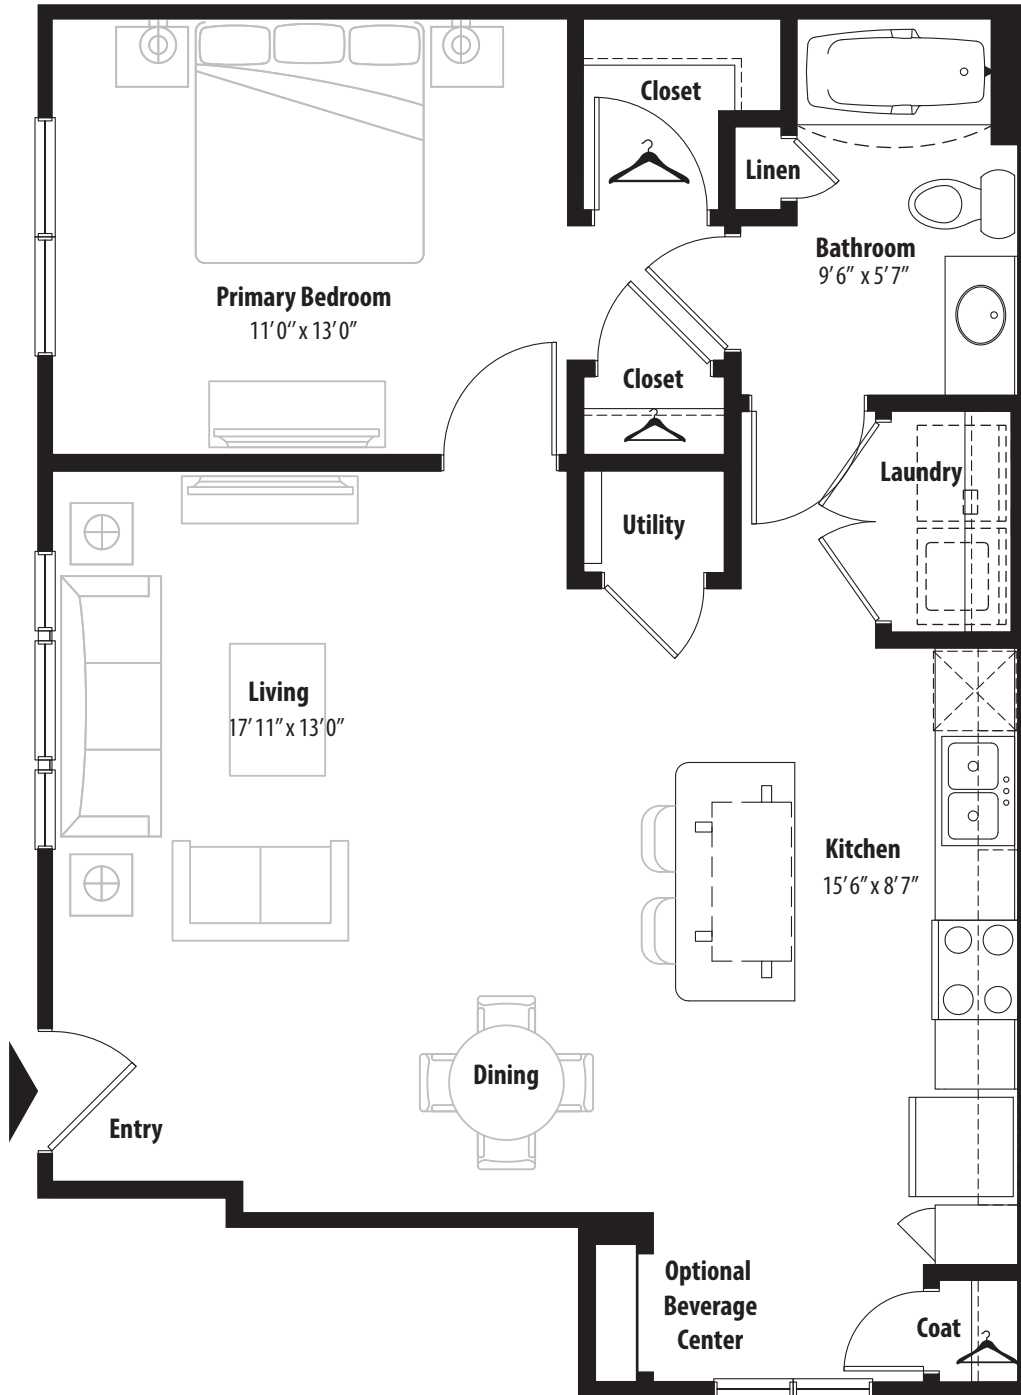 Closet
Linen
Bathroom
9'6" x 5'7"
Primary Bedroom
11'0" x 13'0"
Closet
Laundry
Utility
Living
17'11" x 13'0"
Kitchen
15'6" x 8'7"
Dining
Entry
Optional
Beverage
Center
Coat